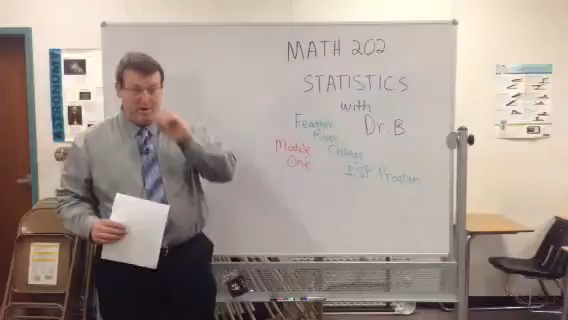 MATH 202
STATISTICS
with
Dr B
Feather
River
College
ISP Program
Module
One
ASTRONOMY